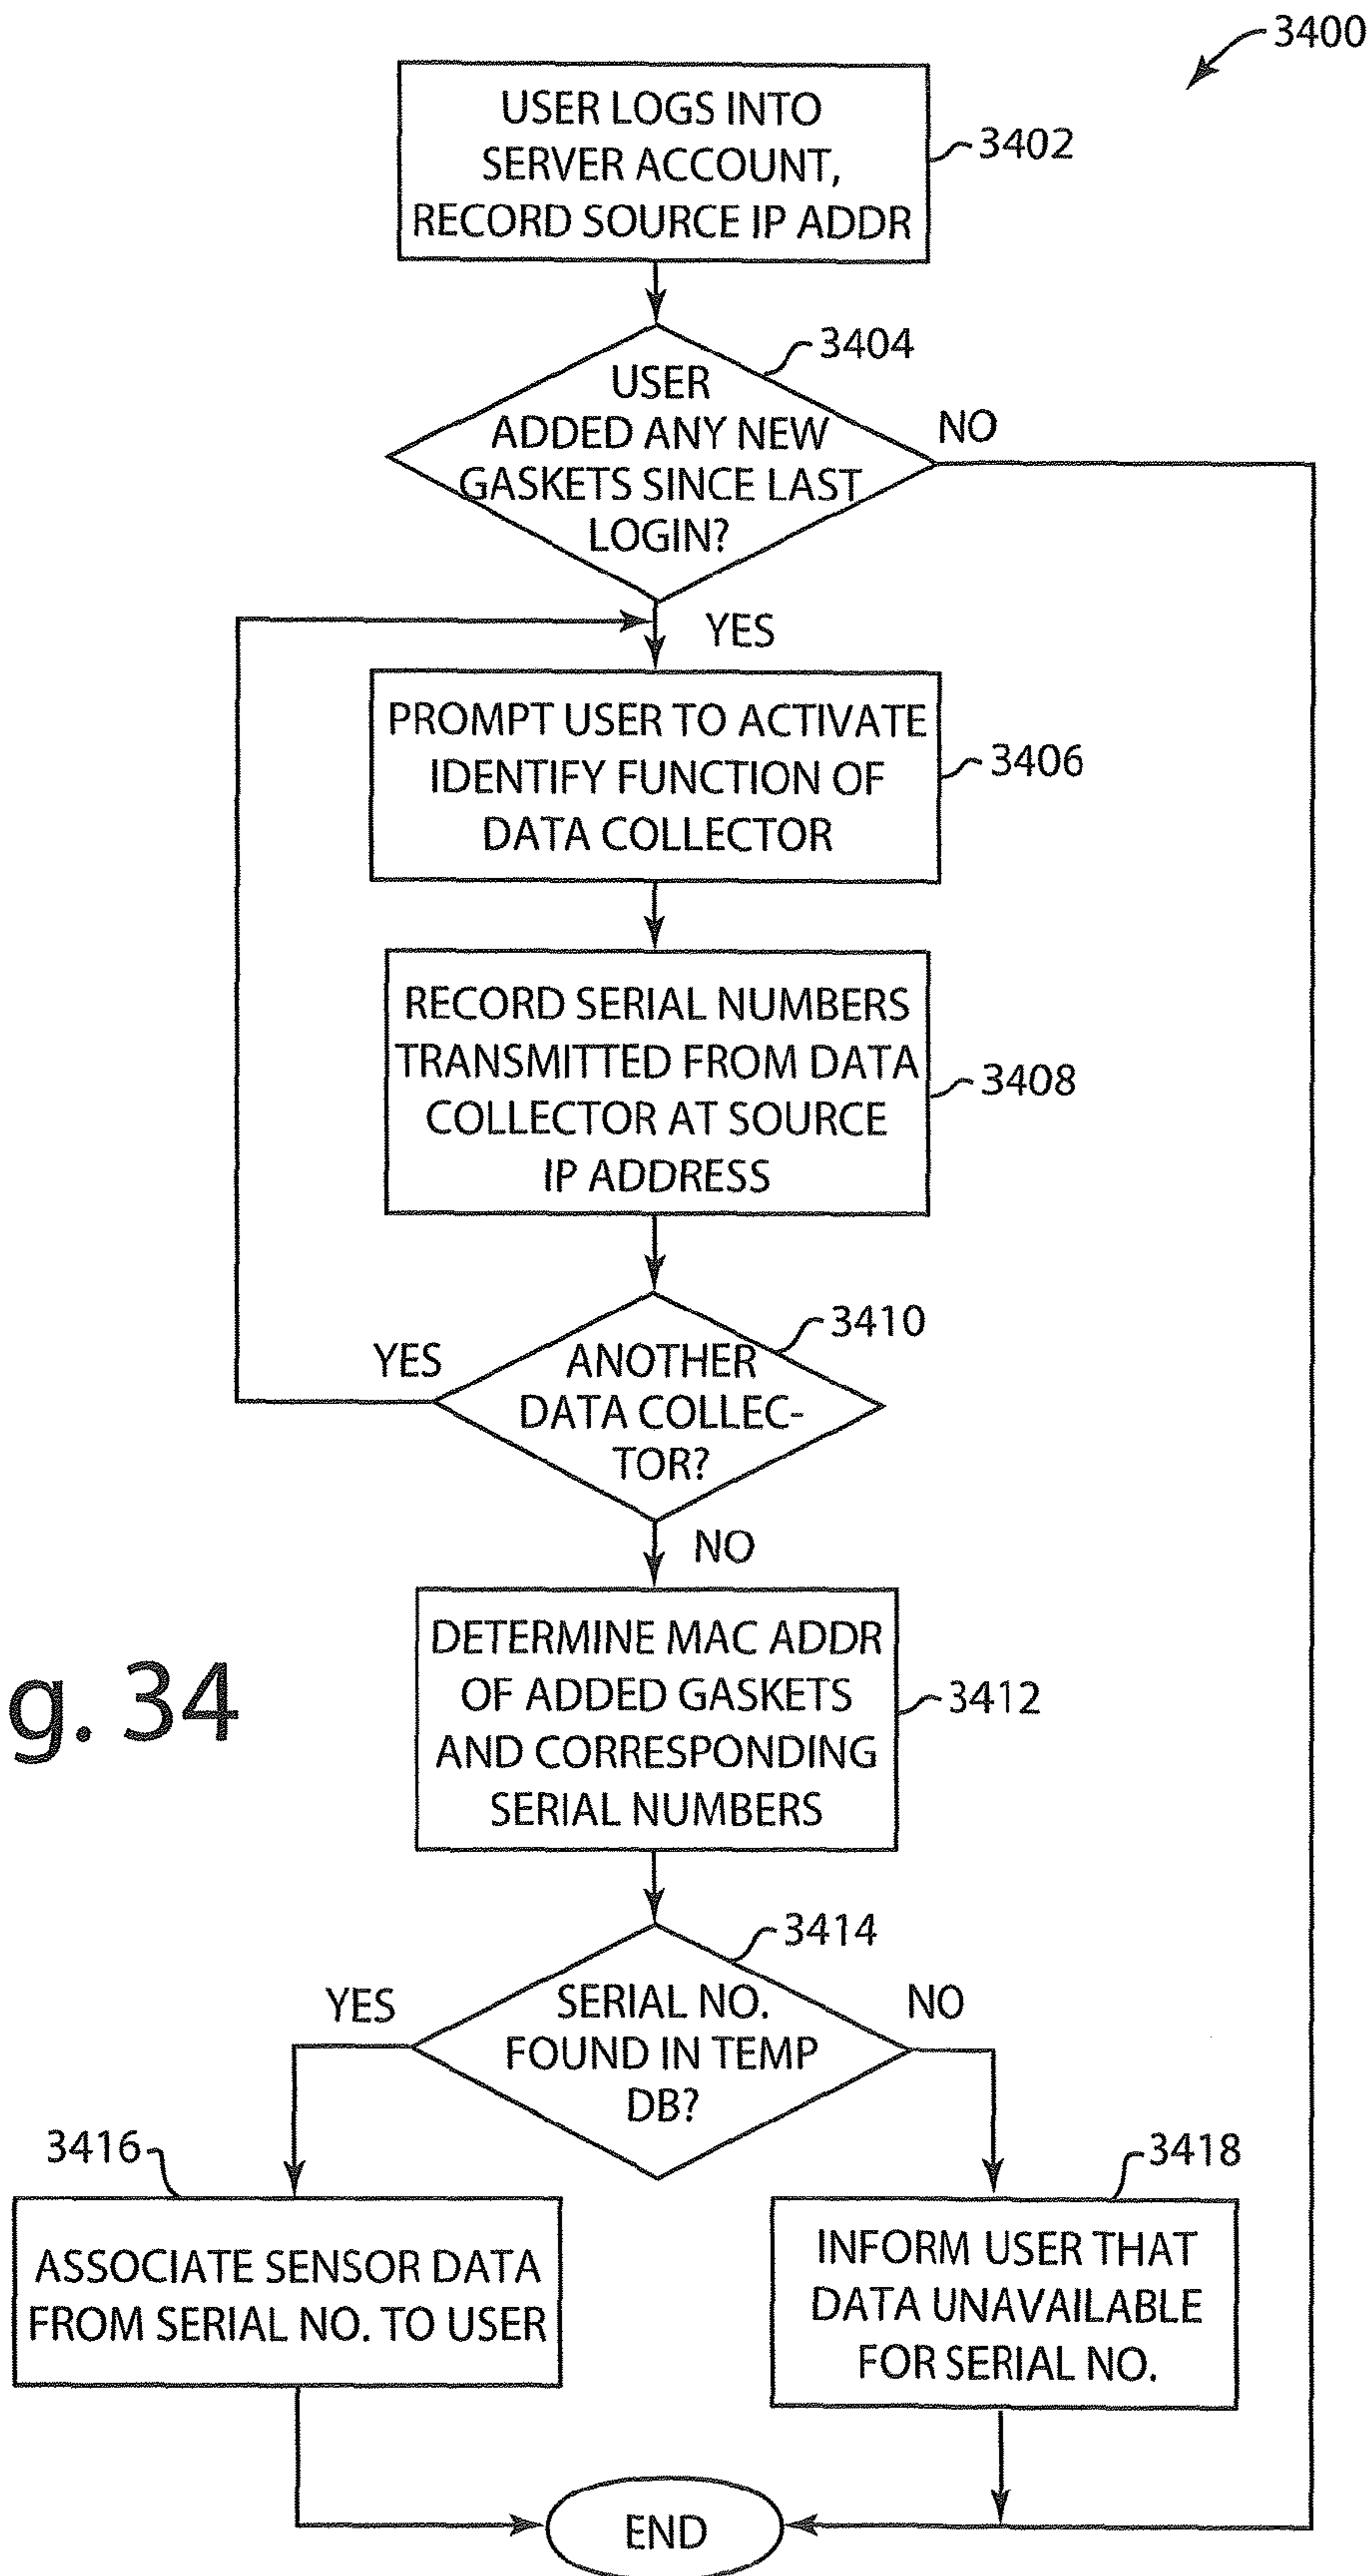 3400
USER LOGS INTO
SERVER ACCOUNT,
RECORD SOURCE IP ADDR
3402
3404
USER
ADDED ANY NEW
GASKETS SINCE LAST
LOGIN?
NO
YES
PROMPT USER TO ACTIVATE
IDENTIFY FUNCTION OF
DATA COLLECTOR
3406
RECORD SERIAL NUMBERS
TRANSMITTED FROM DATA
COLLECTOR AT SOURCE
IP ADDRESS
3408
3410
YES
ANOTHER
DATA COLLEC-
TOR?
NO
DETERMINE MAC ADDR
OF ADDED GASKETS
AND CORRESPONDING
SERIAL NUMBERS
3412
g. 34
3414
YES
SERIAL NO.
FOUND IN TEMP
DB?
NO
3416
ASSOCIATE SENSOR DATA
FROM SERIAL NO. TO USER
3418
INFORM USER THAT
DATA UNAVAILABLE
FOR SERIAL NO.
END